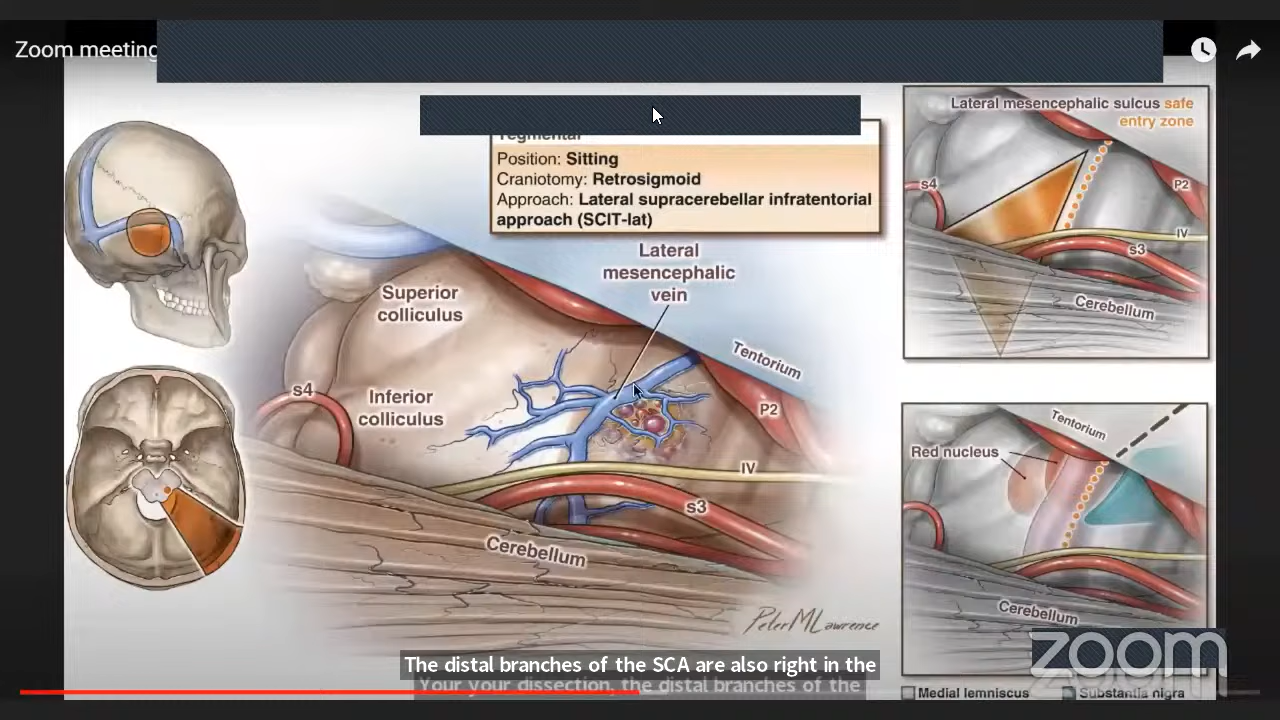 Zoom meeting
Lateral mesencephalic sulcus safe
entry zone
s4
P2
IV
s3
Cerebellum
Tegmental
Position: Sitting
Craniotomy: Retrosigmoid
Approach: Lateral supracerebellar infratentorial
approach (SCIT-lat)
Lateral
mesencephalic
vein
Superior
colliculus
Tentorium
s4
Inferior
colliculus
P2
IV
s3
Cerebellum
Peter M Lawrence
Tentorium
Red nucleus
Cerebellum
zoom
Medial lemniscus
Substantia nigra
The distal branches of the SCA are also right in the
Your your dissection, the distal branches of the